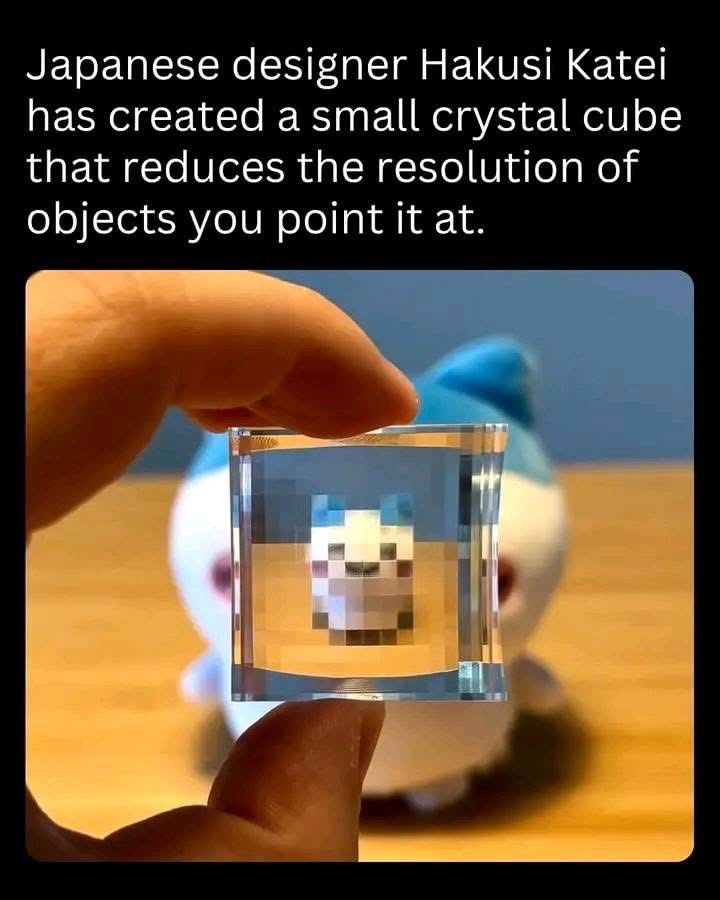 Japanese designer Hakusi Katei
has created a small crystal cube
that reduces the resolution of
objects you point it at.